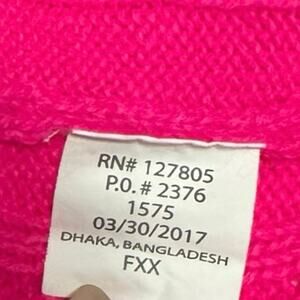 RN# 127805
P.O. # 2376
1575
03/30/2017
DHAKA, BANGLADESH
FXX